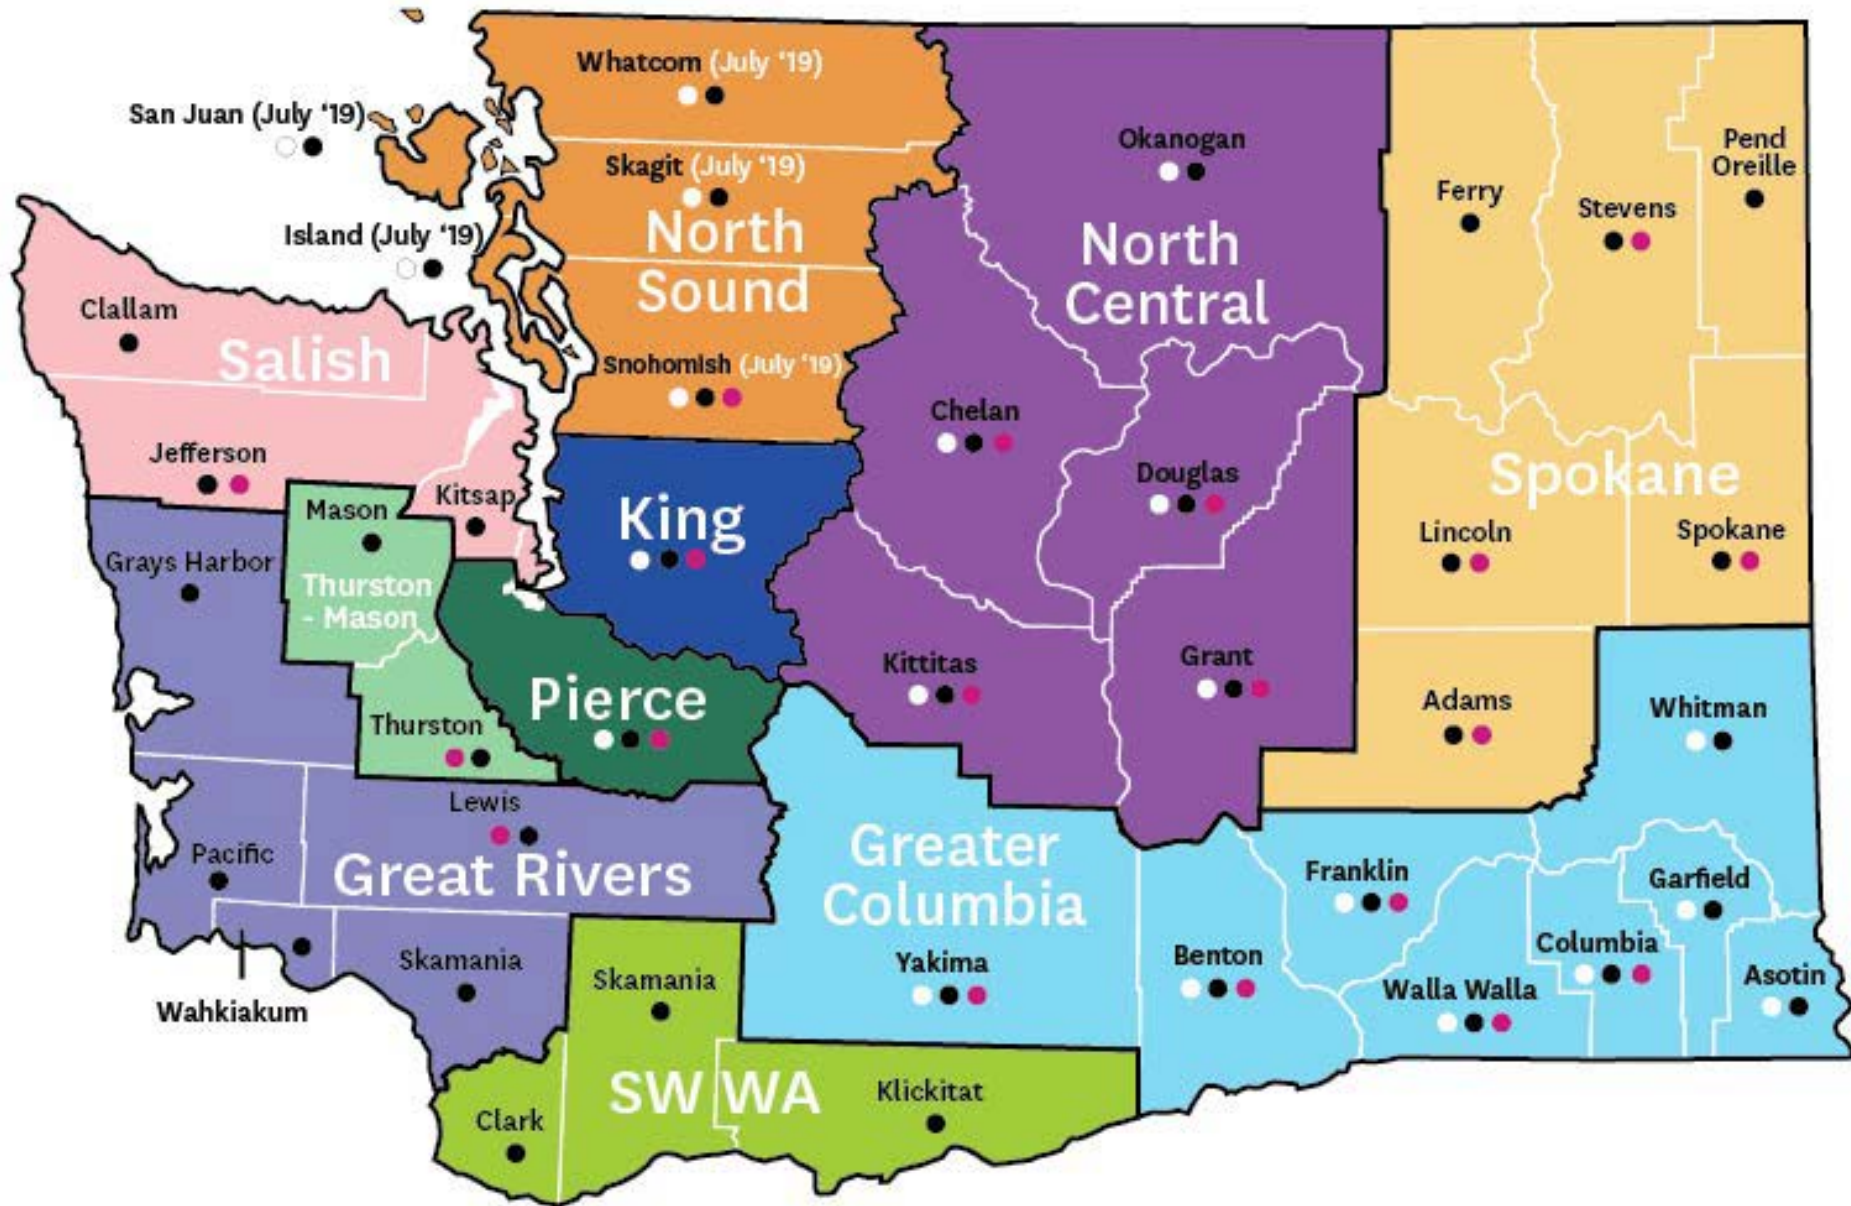 Whatcom (July ‘19)
San Juan (July ‘19)
Skagit (July ‘19)
North
Sound
Island (July ‘19)
Snohomish (July ‘19)
Okanogan
North
Central
Chelan
Douglas
Kittitas
Grant
Ferry
Stevens
Pend
Oreille
Spokane
Lincoln
Spokane
Adams
Clallam
Salish
Jefferson
Kitsap
King
Mason
Thurston
- Mason
Thurston
Grays Harbor
Pierce
Lewis
Pacific
Great Rivers
Wahkiakum
Skamania
Skamania
SW WA
Clark
Klickitat
Greater
Columbia
Yakima
Benton
Franklin
Walla Walla
Columbia
Garfield
Whitman
Asotin